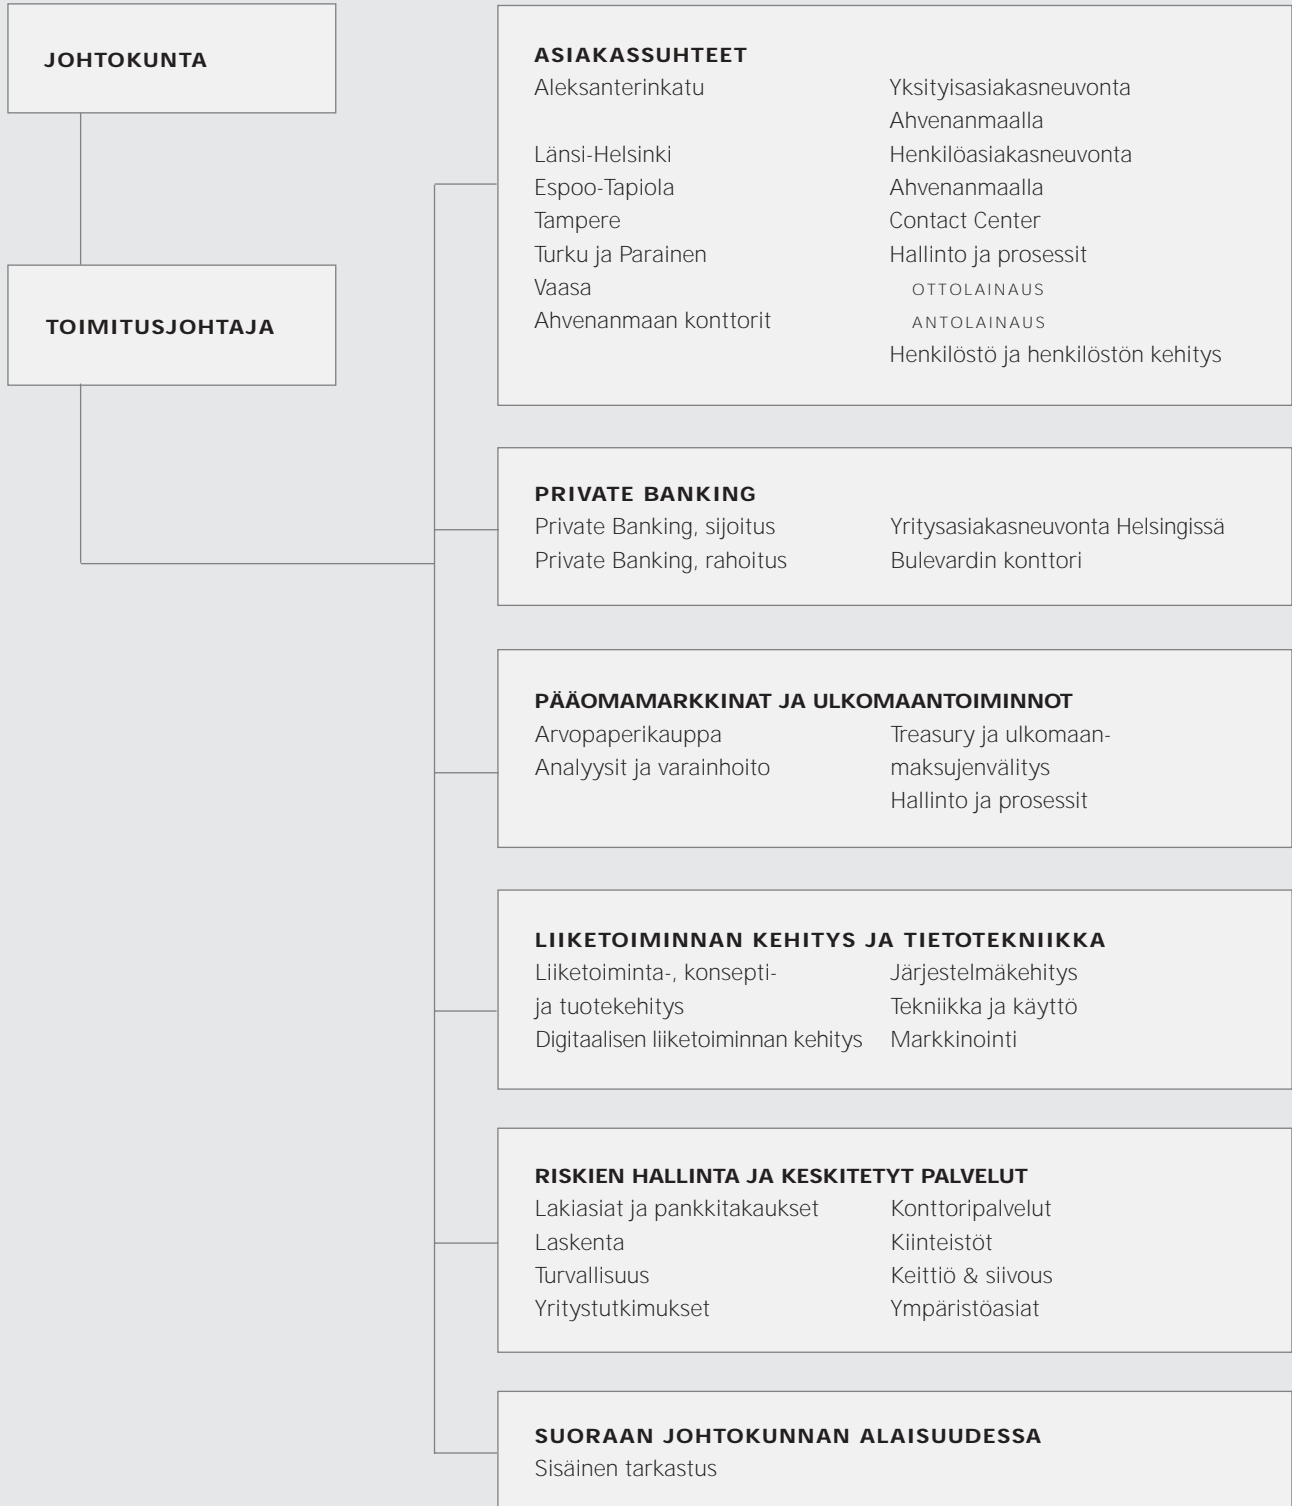 JOHTOKUNTA
TOIMITUSJOHTAJA
ASIAKASSUHTEET
Aleksanterinkatu
Länsi-Helsinki
Espoo-Tapiola
Tampere
Turku ja Parainen
Vaasa
Ahvenanmaan konttorit
Yksityisasiakasneuvonta
Ahvenanmaalla
Henkilöasiakasneuvonta
Ahvenanmaalla
Contact Center
Hallinto ja prosessit
OTTOLAINAUS
ANTOLAINAUS
Henkilöstö ja henkilöstön kehitys
PRIVATE BANKING
Private Banking, sijoitus
Private Banking, rahoitus
Yritysasiakasneuvonta Helsingissä
Bulevardin konttori
PÄÄOMAMARKKINAT JA ULKOMAANTOIMINNOT
Arvopaperikauppa
Analyysit ja varainhoito
Treasury ja ulkomaan-
maksujenvälitys
Hallinto ja prosessit
LIIKETOIMINNAN KEHITYS JA TIETOTEKNIIKKA
Liiketoiminta-, konsepti-
ja tuotekehitys
Digitaalisen liiketoiminnan kehitys
Järjestelmäkehitys
Tekniikka ja käyttö
Markkinointi
RISKIEN HALLINTA JA KESKITETYT PALVELUT
Lakiasiat ja pankkitakaukset
Laskenta
Turvallisuus
Yritystutkimukset
Konttoripalvelut
Kiinteistöt
Keittiö & siivous
Ympäristöasiat
SUORAAN JOHTOKUNNAN ALAISUUDESSA
Sisäinen tarkastus